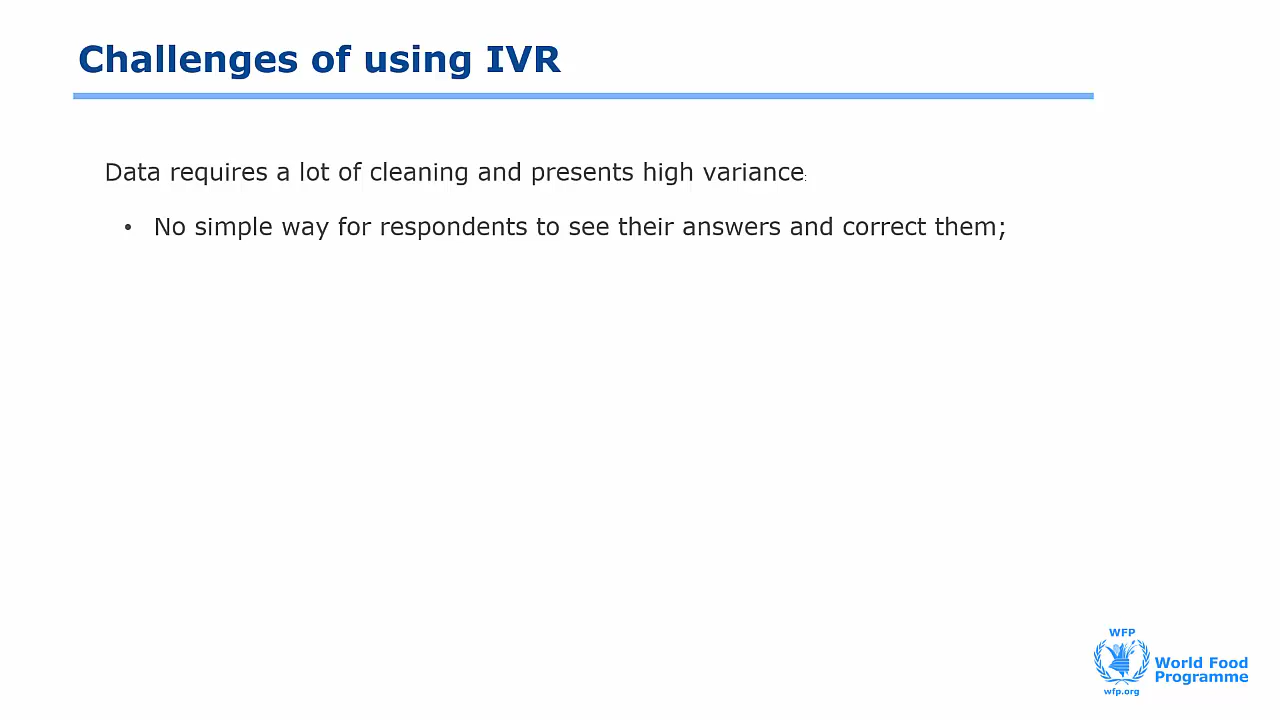 Challenges of using IVR
Data requires a lot of cleaning and presents high variance:
• No simple way for respondents to see their answers and correct them;
WFP
World Food
Programme
wfp.org